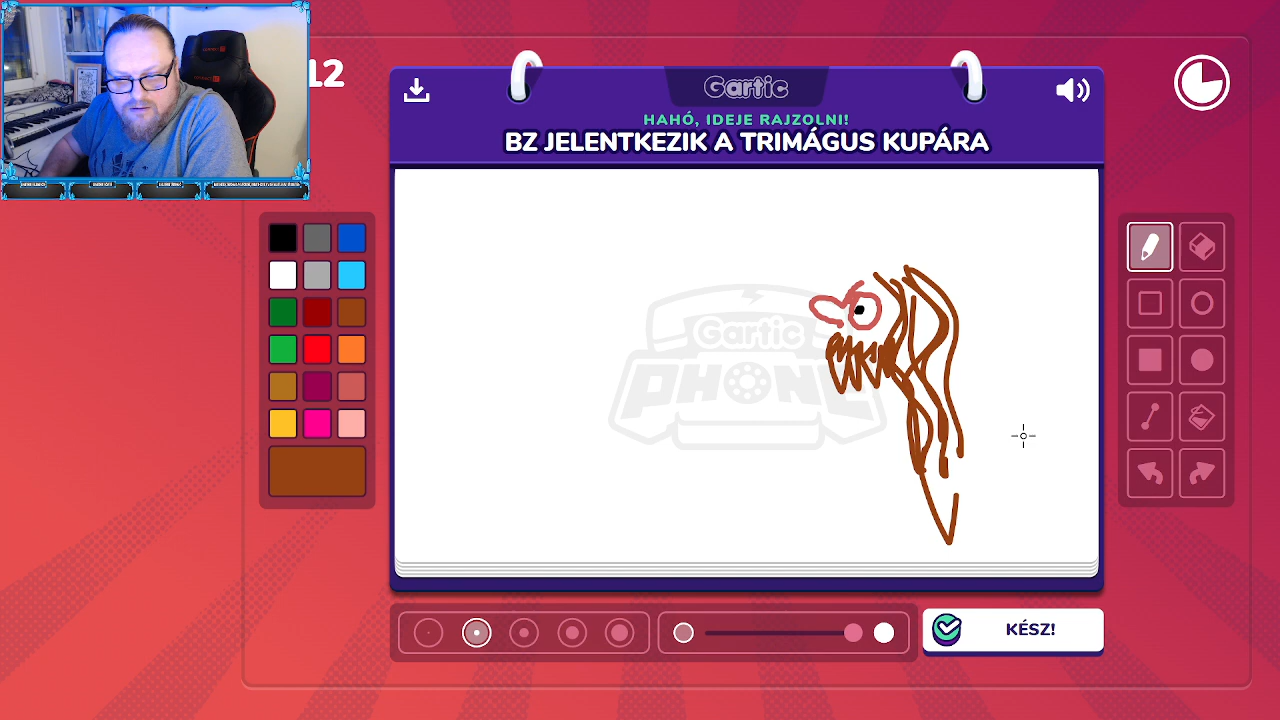 12
Gartic
HAHÓ, IDEJE RAJZOLNI!
BZ JELENTKEZIK A TRIMÁGUS KUPÁRA
Gartic
PHONE
KÉSZ!